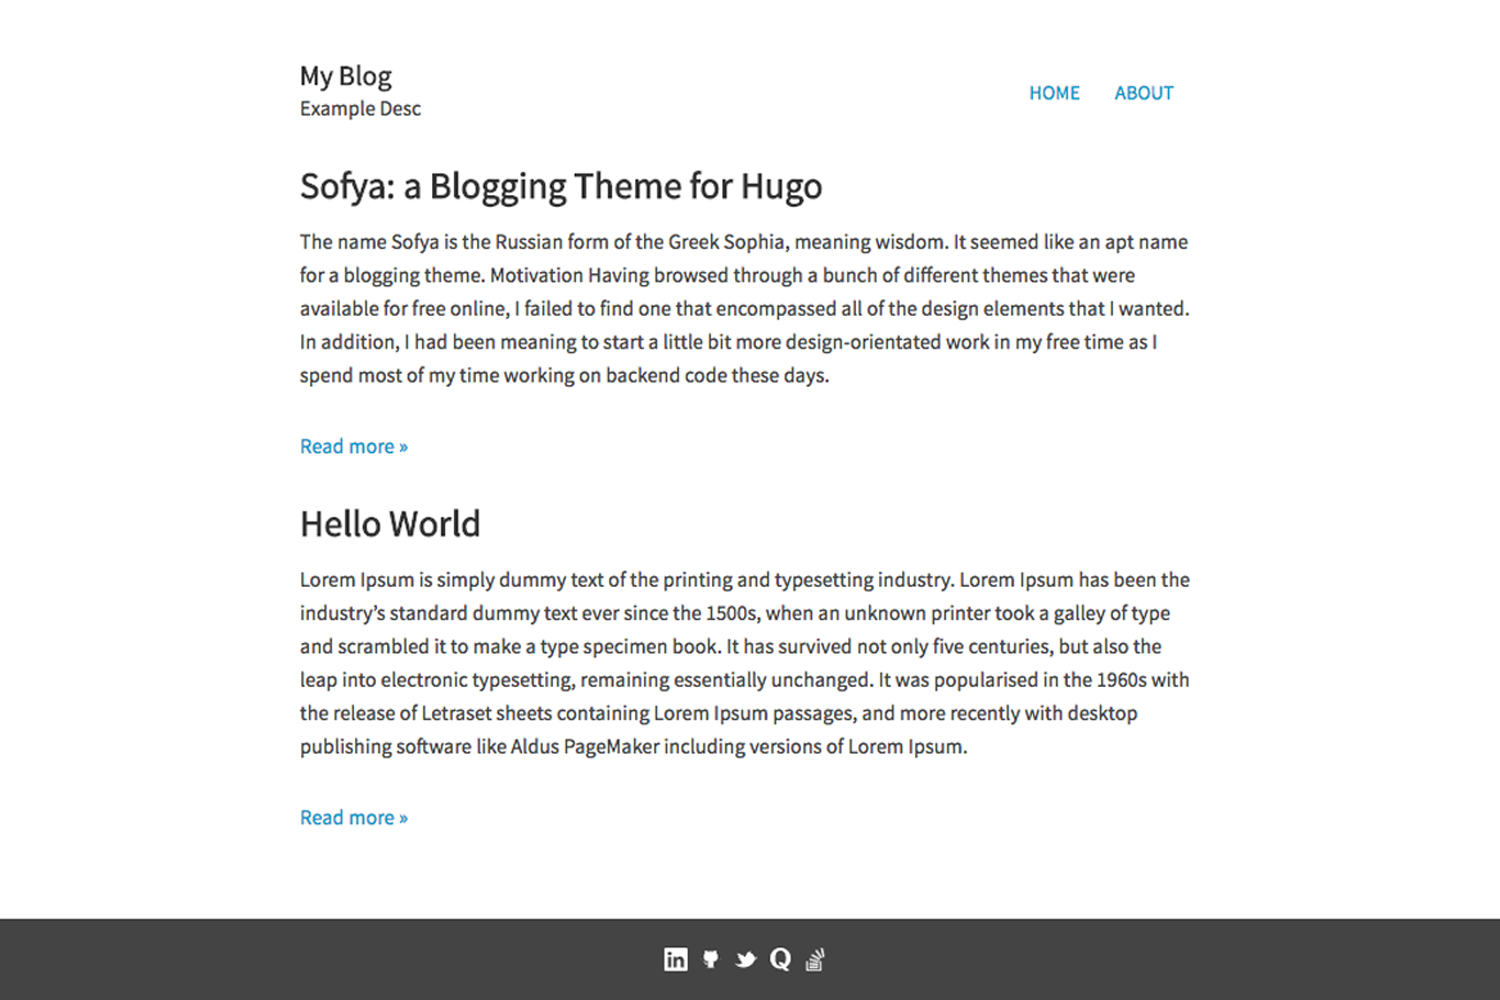 My Blog
Example Desc
HOME ABOUT
Sofya: a Blogging Theme for Hugo
The name Sofya is the Russian form of the Greek Sophia, meaning wisdom. It seemed like an apt name
for a blogging theme. Motivation Having browsed through a bunch of different themes that were
available for free online, I failed to find one that encompassed all of the design elements that I wanted.
In addition, I had been meaning to start a little bit more design-orientated work in my free time as I
spend most of my time working on backend code these days.
Read more »
Hello World
Lorem Ipsum is simply dummy text of the printing and typesetting industry. Lorem Ipsum has been the
industry’s standard dummy text ever since the 1500s, when an unknown printer took a galley of type
and scrambled it to make a type specimen book. It has survived not only five centuries, but also the
leap into electronic typesetting, remaining essentially unchanged. It was popularised in the 1960s with
the release of Letraset sheets containing Lorem Ipsum passages, and more recently with desktop
publishing software like Aldus PageMaker including versions of Lorem Ipsum.
Read more »
in Q